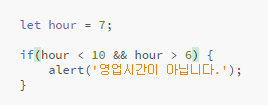 let hour = 7;
if(hour < 10 && hour > 6) {
    alert('영업시간이 아닙니다.');
}